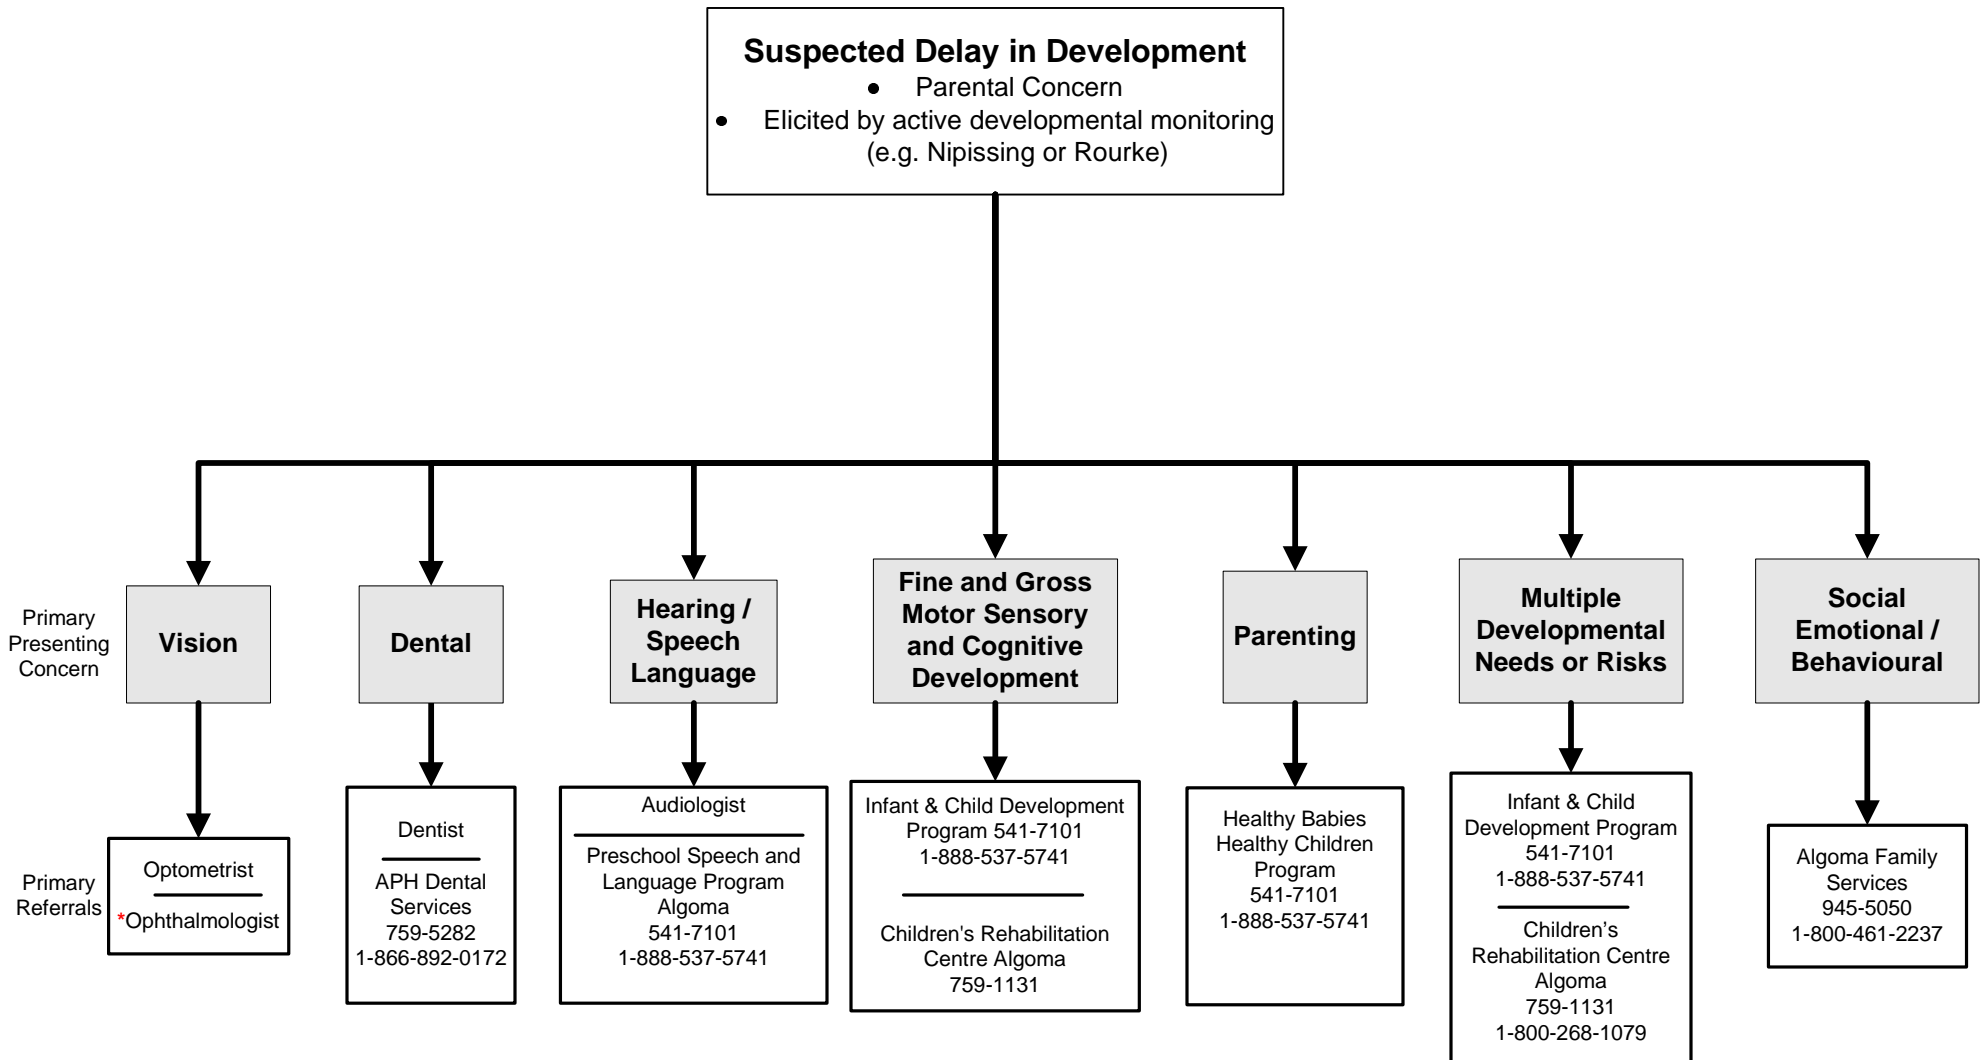 Suspected Delay in Development
• Parental Concern
• Elicited by active developmental monitoring
(e.g. Nipissing or Rourke)
Primary
Presenting
Concern
Vision
Dental
Hearing /
Speech
Language
Fine and Gross
Motor Sensory
and Cognitive
Development
Parenting
Multiple
Developmental
Needs or Risks
Social
Emotional /
Behavioural
Primary
Referrals
Optometrist
*Ophthalmologist
Dentist
APH Dental
Services
759-5282
1-866-892-0172
Audiologist
Preschool Speech and
Language Program
Algoma
541-7101
1-888-537-5741
Infant & Child Development
Program 541-7101
1-888-537-5741
Children's Rehabilitation
Centre Algoma
759-1131
Healthy Babies
Healthy Children
Program
541-7101
1-888-537-5741
Infant & Child
Development Program
541-7101
1-888-537-5741
Children’s
Rehabilitation Centre
Algoma
759-1131
1-800-268-1079
Algoma Family
Services
945-5050
1-800-461-2237